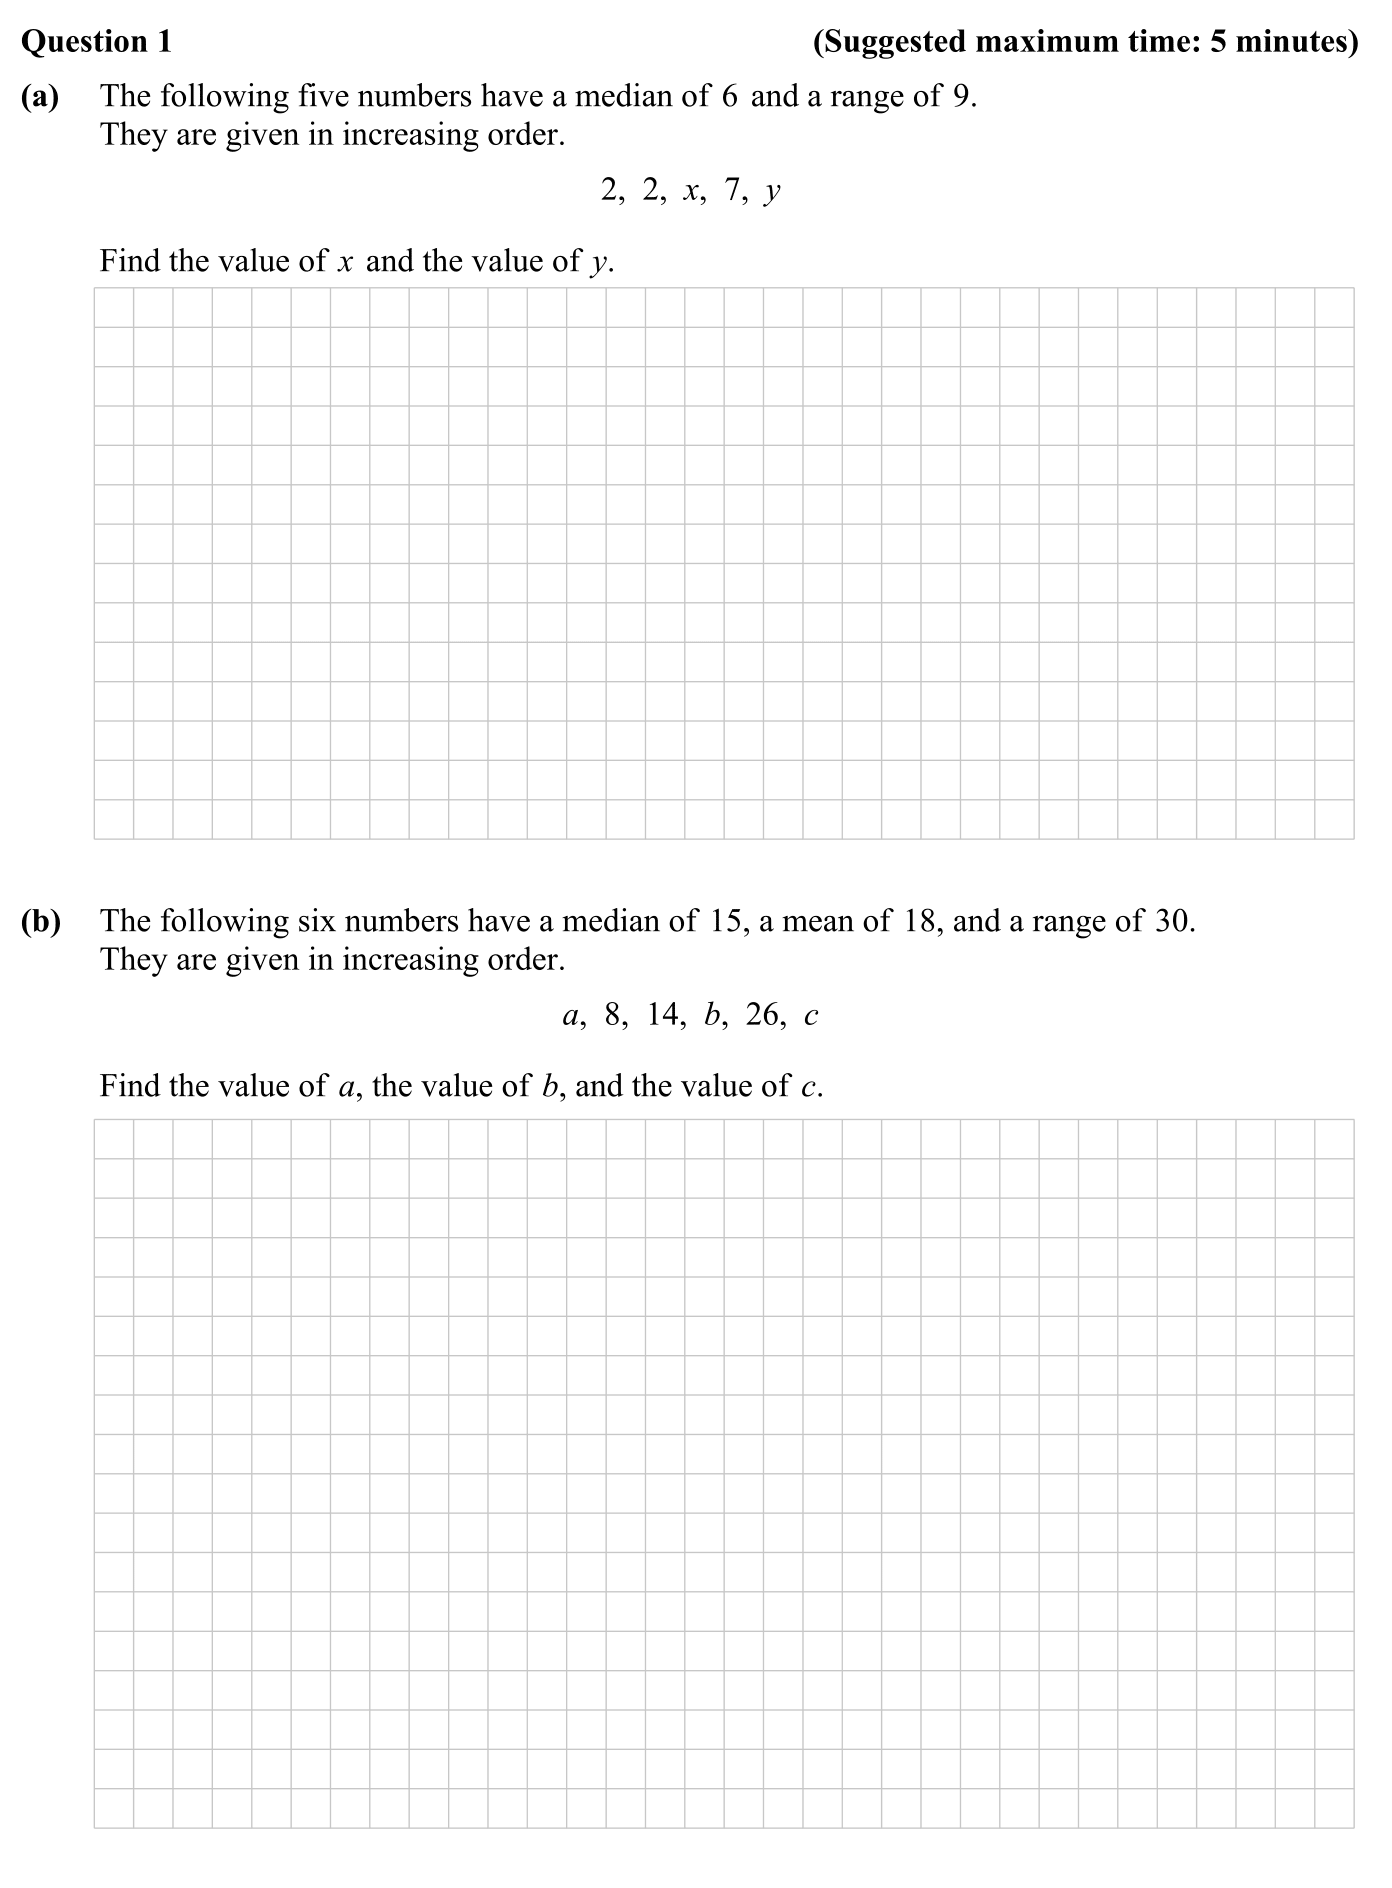 Question 1 (Suggested maximum time: 5 minutes)
(a) The following five numbers have a median of 6 and a range of 9.
They are given in increasing order.
2, 2, x, 7, y
Find the value of x and the value of y.
(b) The following six numbers have a median of 15, a mean of 18, and a range of 30.
They are given in increasing order.
a, 8, 14, b, 26, c
Find the value of a, the value of b, and the value of c.